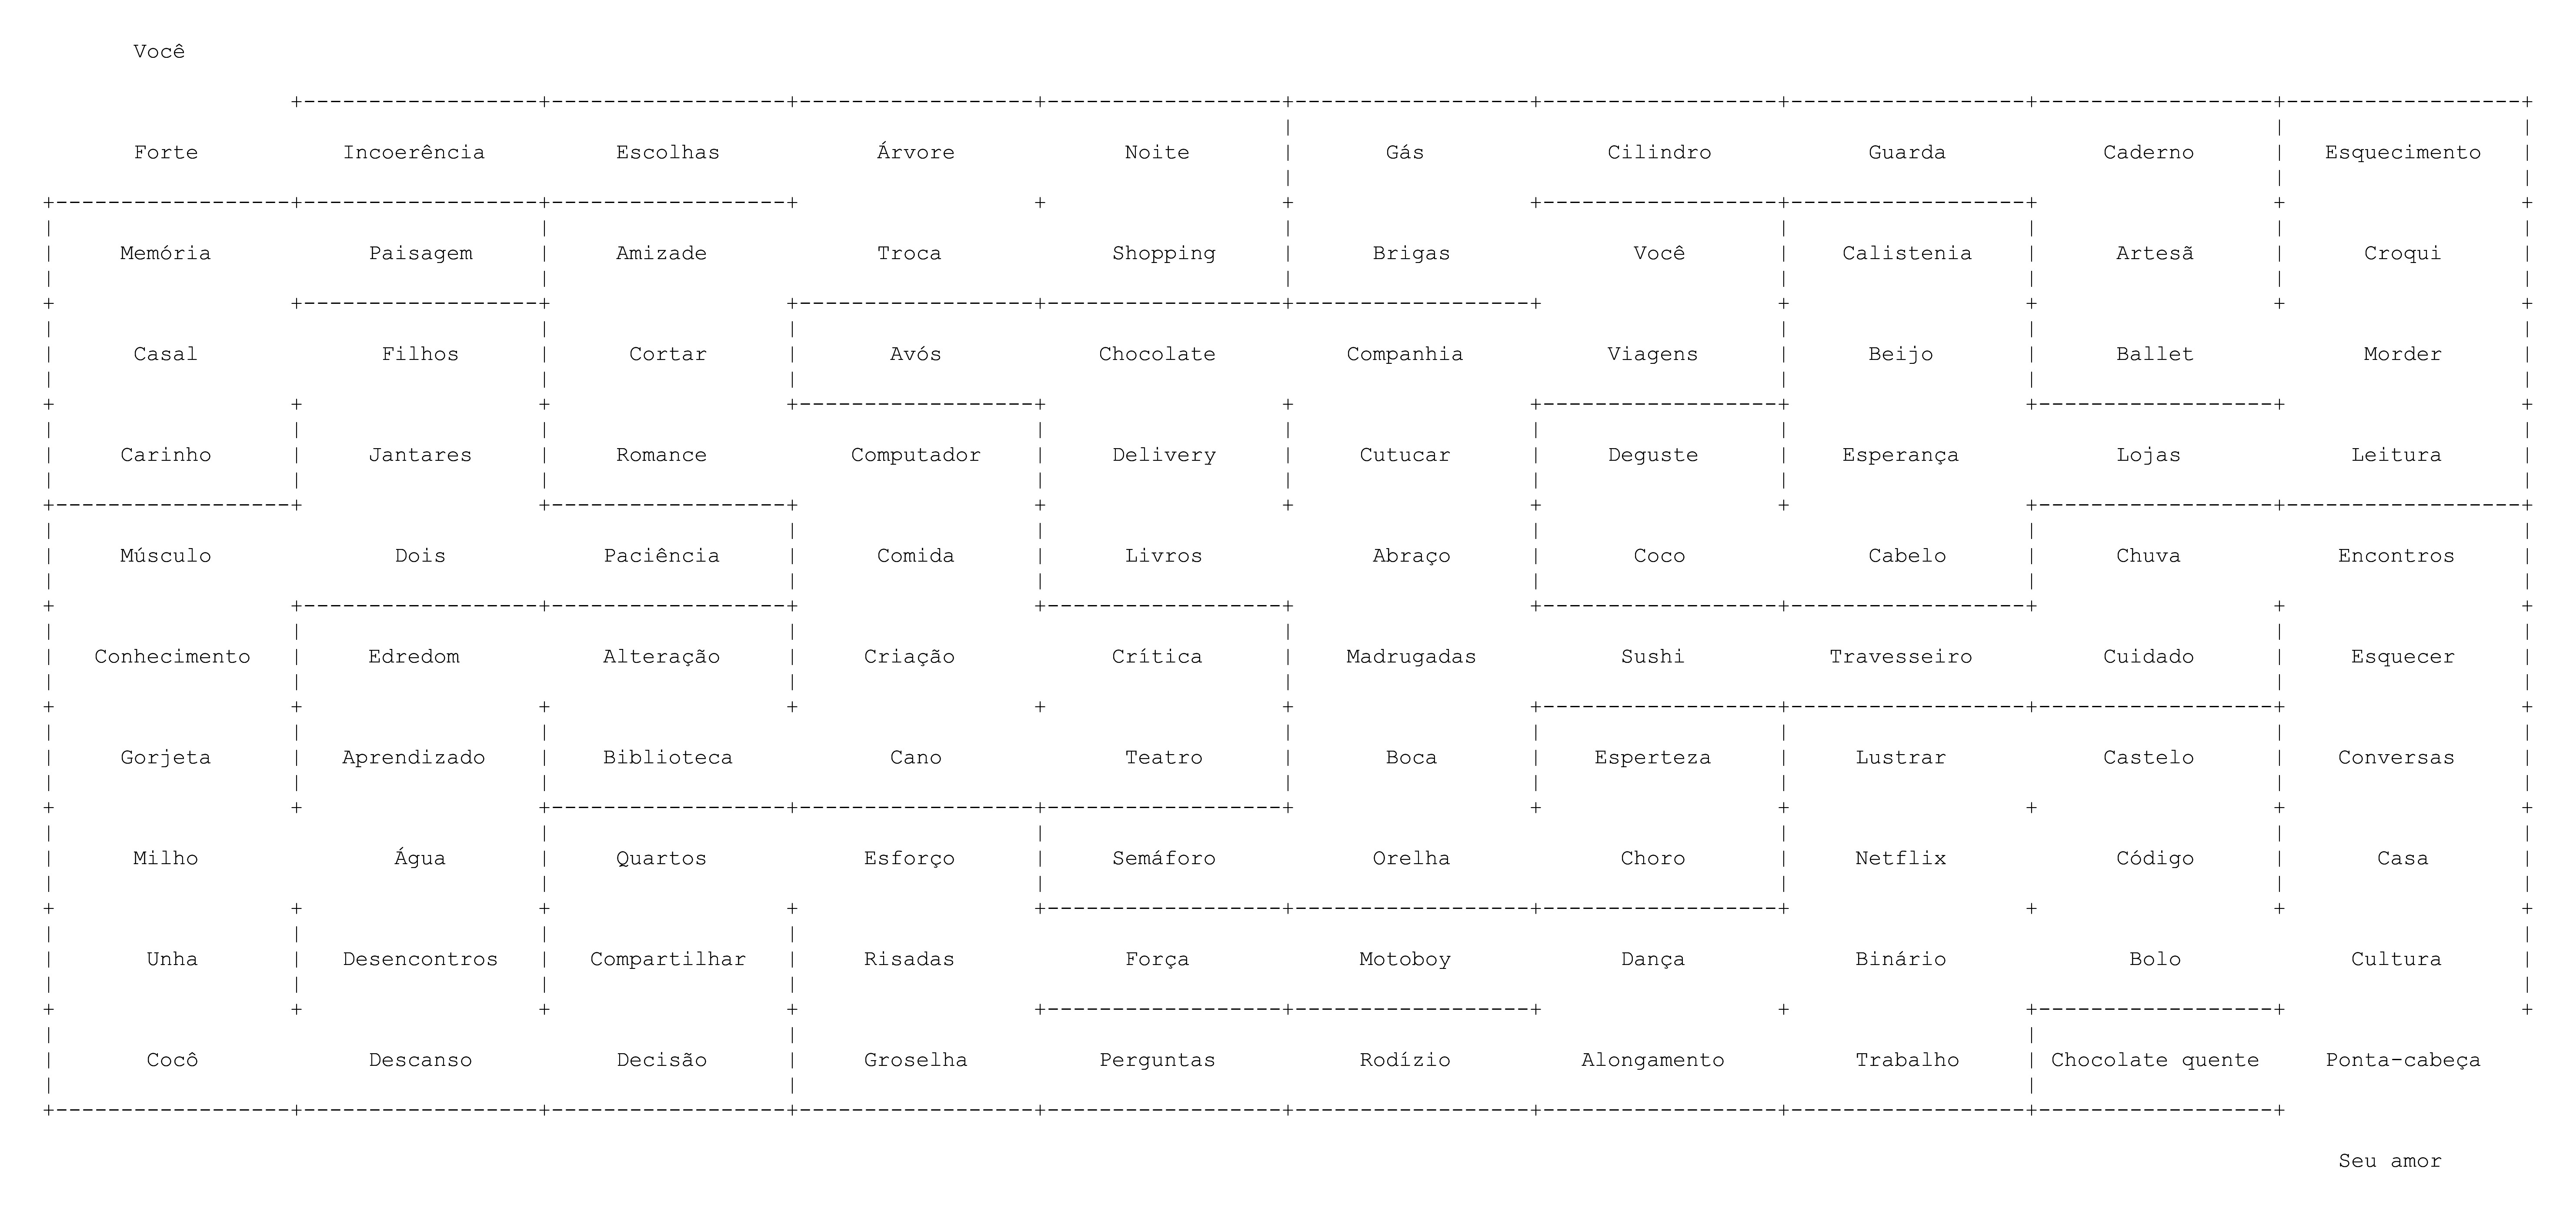 Você
Forte Incoerência Escolhas Árvore Noite Gás Cilindro Guarda Caderno Esquecimento
Memória Paisagem Amizade Troca Shopping Brigas Você Calistenia Artesã Croqui
Casal Filhos Cortar Avós Chocolate Companhia Viagens Beijo Ballet Morder
Carinho Jantares Romance Computador Delivery Cutucar Deguste Esperança Lojas Leitura
Músculo Dois Paciência Comida Livros Abraço Coco Cabelo Chuva Encontros
Conhecimento Edredom Alteração Criação Crítica Madrugadas Sushi Travesseiro Cuidado Esquecer
Gorjeta Aprendizado Biblioteca Cano Teatro Boca Esperteza Lustrar Castelo Conversas
Milho Água Quartos Esforço Semáforo Orelha Choro Netflix Código Casa
Unha Desencontros Compartilhar Risadas Força Motoboy Dança Binário Bolo Cultura
Cocô Descanso Decisão Groselha Perguntas Rodízio Alongamento Trabalho Chocolate quente Ponta-cabeça
Seu amor